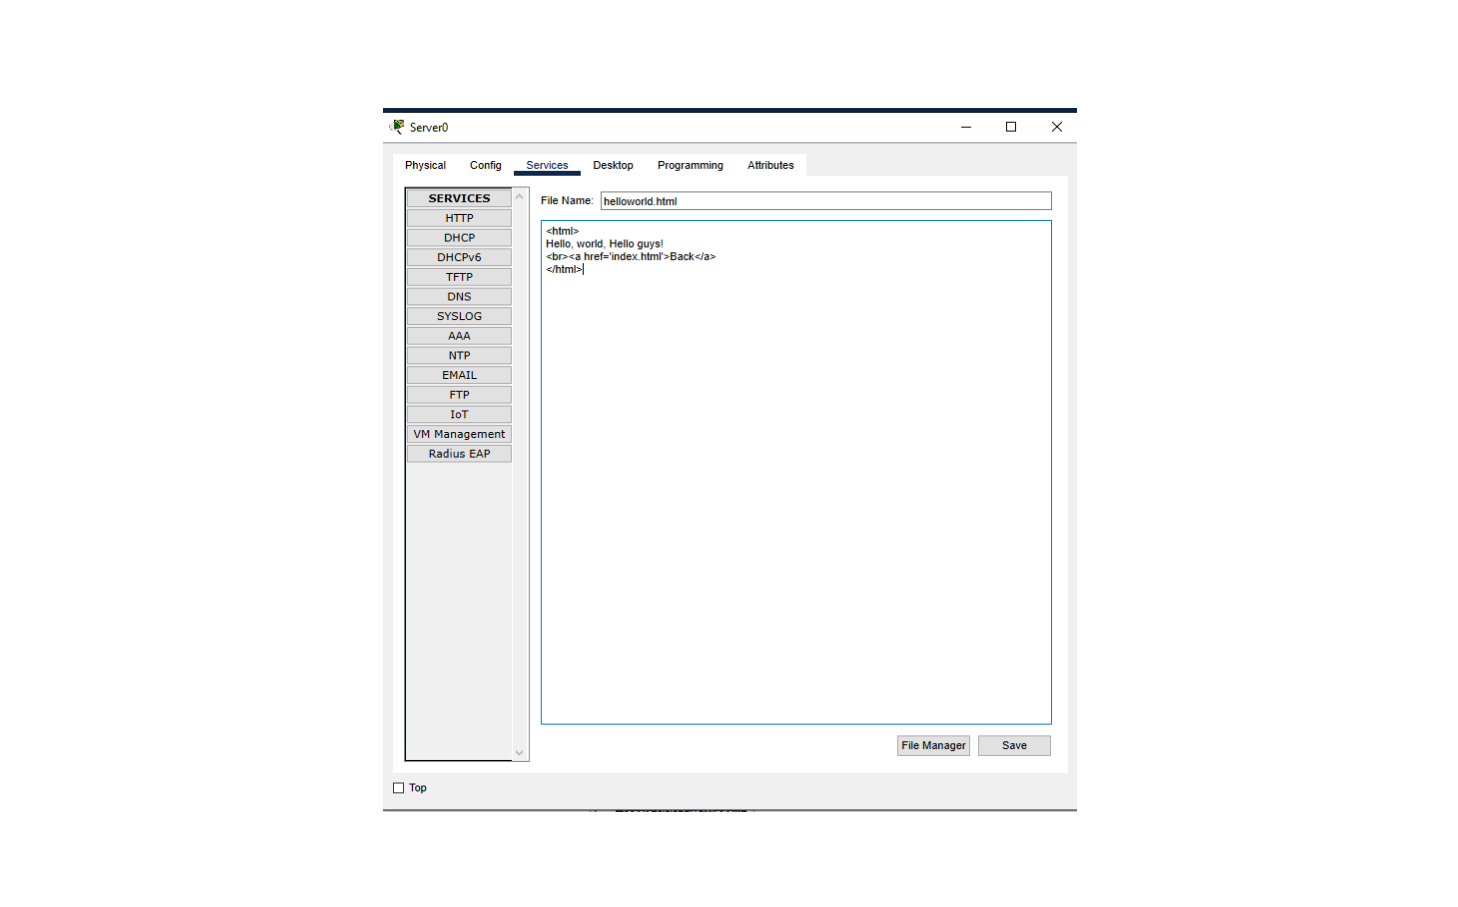 Server0
Physical Config Services Desktop Programming Attributes
SERVICES
HTTP
DHCP
DHCPv6
TFTP
DNS
SYSLOG
AAA
NTP
EMAIL
FTP
IoT
VM Management
Radius EAP
File Name: helloworld.html
<html>
Hello, world, Hello guys!
<br><a href='index.html'>Back</a>
</html>
File Manager Save
Top